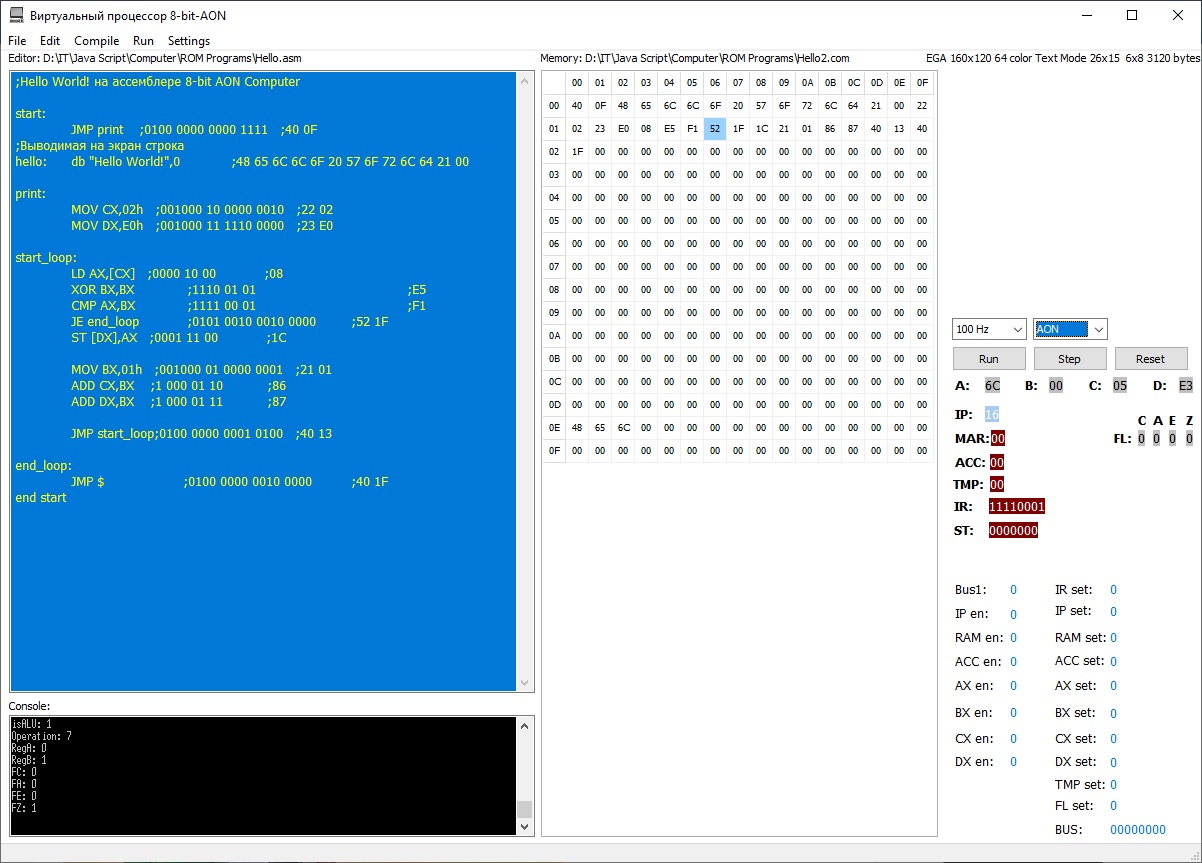 Виртуальный процессор 8-bit-AON
File Edit Compile Run Settings
Editor: D:\IT\Java Script\Computer\ROM Programs\Hello.asm
;Hello World! на ассемблере 8-bit AON Computer
start:
JMP print ;0100 0000 0000 1111 ;40 0F
;Выводимая на экран строка
hello: db "Hello World!",0 ;48 65 6C 6C 6F 20 57 6F 72 6C 64 21 00
print:
MOV CX,02h ;001000 10 0000 0010 ;22 02
MOV DX,E0h ;001000 11 1110 0000 ;23 E0
start_loop:
LD AX,[CX] ;0000 10 00 ;08
XOR BX,BX ;1110 01 01 ;E5
CMP AX,BX ;1111 00 01 ;F1
JE end_loop ;0101 0010 0010 0000 ;52 1F
ST [DX],AX ;0001 11 00 ;1C
MOV BX,01h ;001000 01 0000 0001 ;21 01
ADD CX,BX ;1 000 01 10 ;86
ADD DX,BX ;1 000 01 11 ;87
JMP start_loop;0100 0000 0001 0100 ;40 13
end_loop:
JMP $ ;0100 0000 0010 0000 ;40 1F
end start
Console:
isALU: 1
Operation: 7
RegA: 0
RegB: 1
FC: 0
FA: 0
FE: 0
FZ: 1
Memory: D:\IT\Java Script\Computer\ROM Programs\Hello2.com
00 01 02 03 04 05 06 07 08 09 0A 0B 0C 0D 0E 0F
00 40 0F 48 65 6C 6C 6F 20 57 6F 72 6C 64 21 00 22
01 02 23 E0 08 E5 F1 52 1F 1C 21 01 86 87 40 13 40
02 1F 00 00 00 00 00 00 00 00 00 00 00 00 00 00 00
03 00 00 00 00 00 00 00 00 00 00 00 00 00 00 00 00
04 00 00 00 00 00 00 00 00 00 00 00 00 00 00 00 00
05 00 00 00 00 00 00 00 00 00 00 00 00 00 00 00 00
06 00 00 00 00 00 00 00 00 00 00 00 00 00 00 00 00
07 00 00 00 00 00 00 00 00 00 00 00 00 00 00 00 00
08 00 00 00 00 00 00 00 00 00 00 00 00 00 00 00 00
09 00 00 00 00 00 00 00 00 00 00 00 00 00 00 00 00
0A 00 00 00 00 00 00 00 00 00 00 00 00 00 00 00 00
0B 00 00 00 00 00 00 00 00 00 00 00 00 00 00 00 00
0C 00 00 00 00 00 00 00 00 00 00 00 00 00 00 00 00
0D 00 00 00 00 00 00 00 00 00 00 00 00 00 00 00 00
0E 48 65 6C 00 00 00 00 00 00 00 00 00 00 00 00 00
0F 00 00 00 00 00 00 00 00 00 00 00 00 00 00 00 00
EGA 160x120 64 color Text Mode 26x15 6x8 3120 bytes
100 Hz AON
Run Step Reset
A: 6C B: 00 C: 05 D: E3
IP: 16
C A E Z
MAR: 00 FL: 0 0 0 0
ACC: 00
TMP: 00
IR: 11110001
ST: 0000000
Bus1: 0 IR set: 0
IP en: 0 IP set: 0
RAM en: 0 RAM set: 0
ACC en: 0 ACC set: 0
AX en: 0 AX set: 0
BX en: 0 BX set: 0
CX en: 0 CX set: 0
DX en: 0 DX set: 0
TMP set: 0
FL set: 0
BUS: 00000000